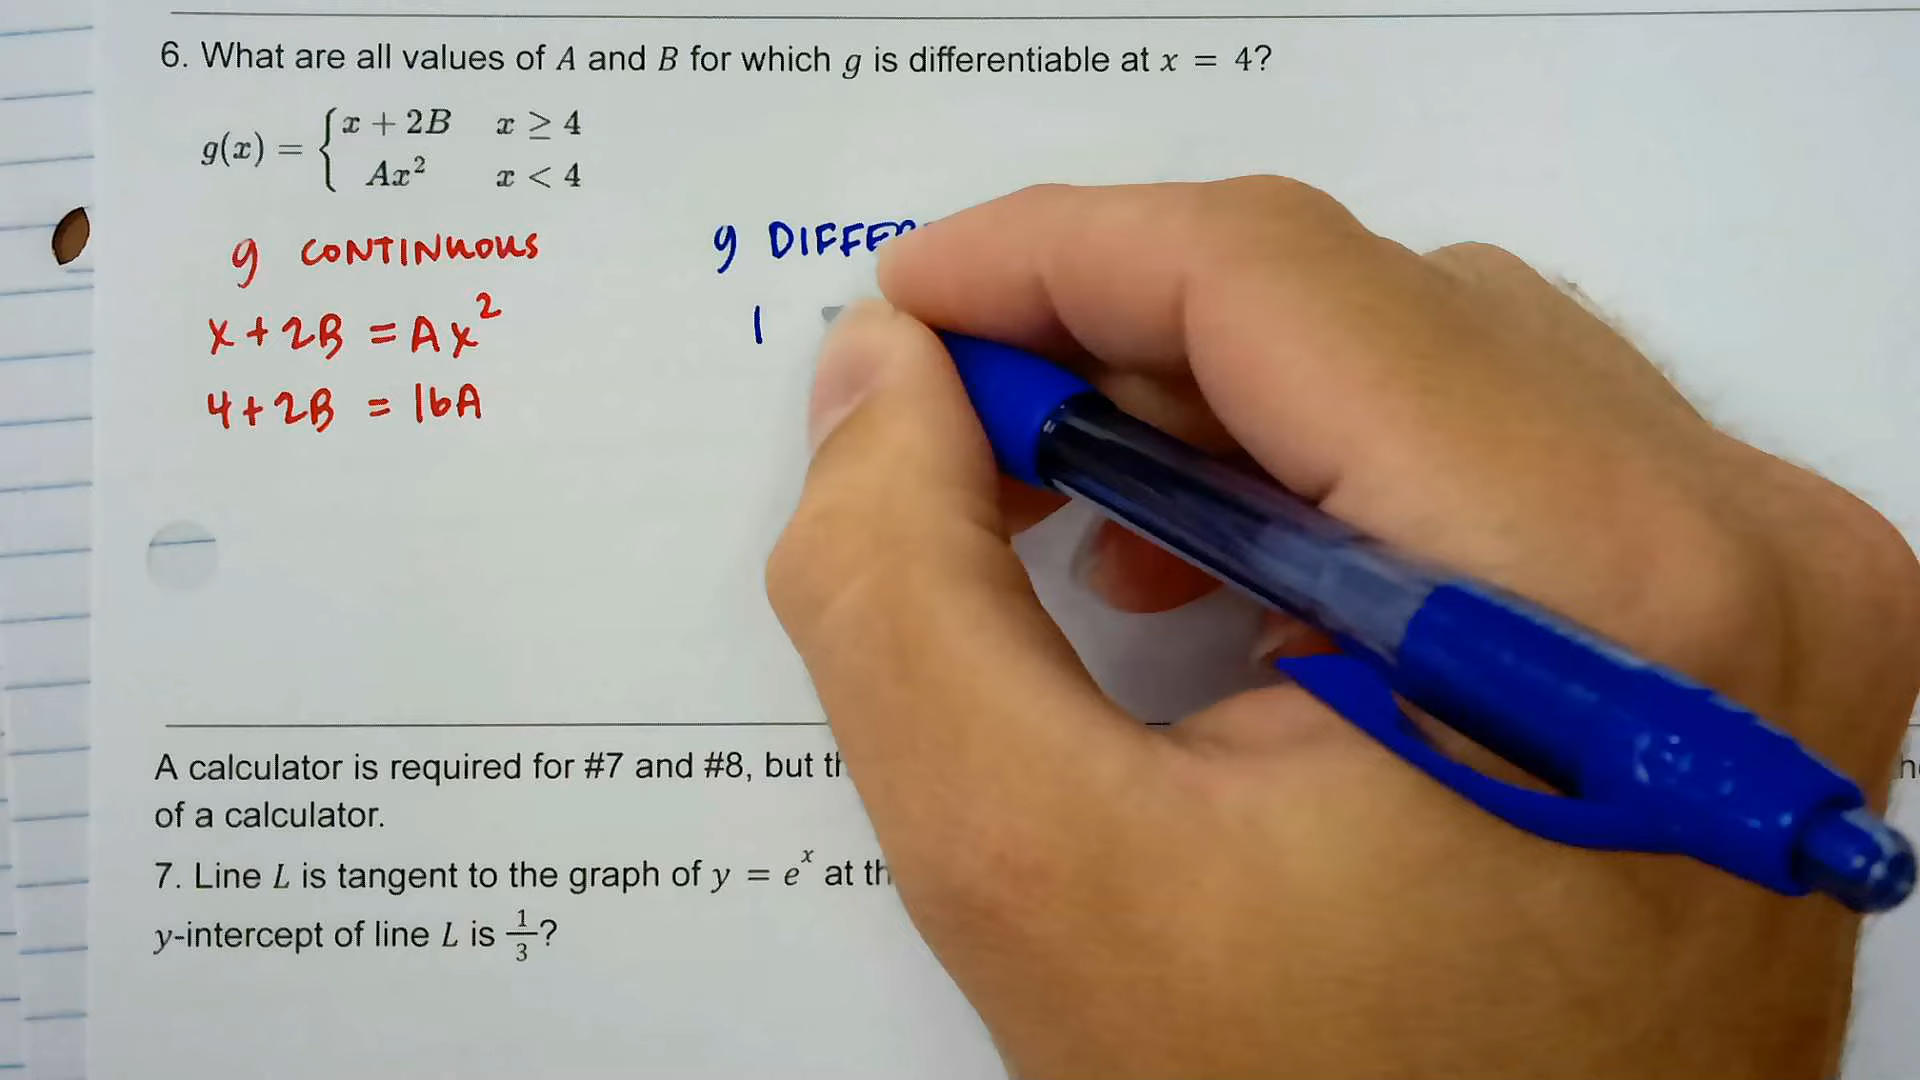 6. What are all values of A and B for which g is differentiable at x = 4?
g(x) = { x + 2B x ≥ 4
Ax² x < 4
g CONTINUOUS
g DIFFER
x + 2B = Ax²
1
4 + 2B = 16A
A calculator is required for #7 and #8, but
of a calculator.
7. Line L is tangent to the graph of y = eˣ at
y-intercept of line L is 1/3?